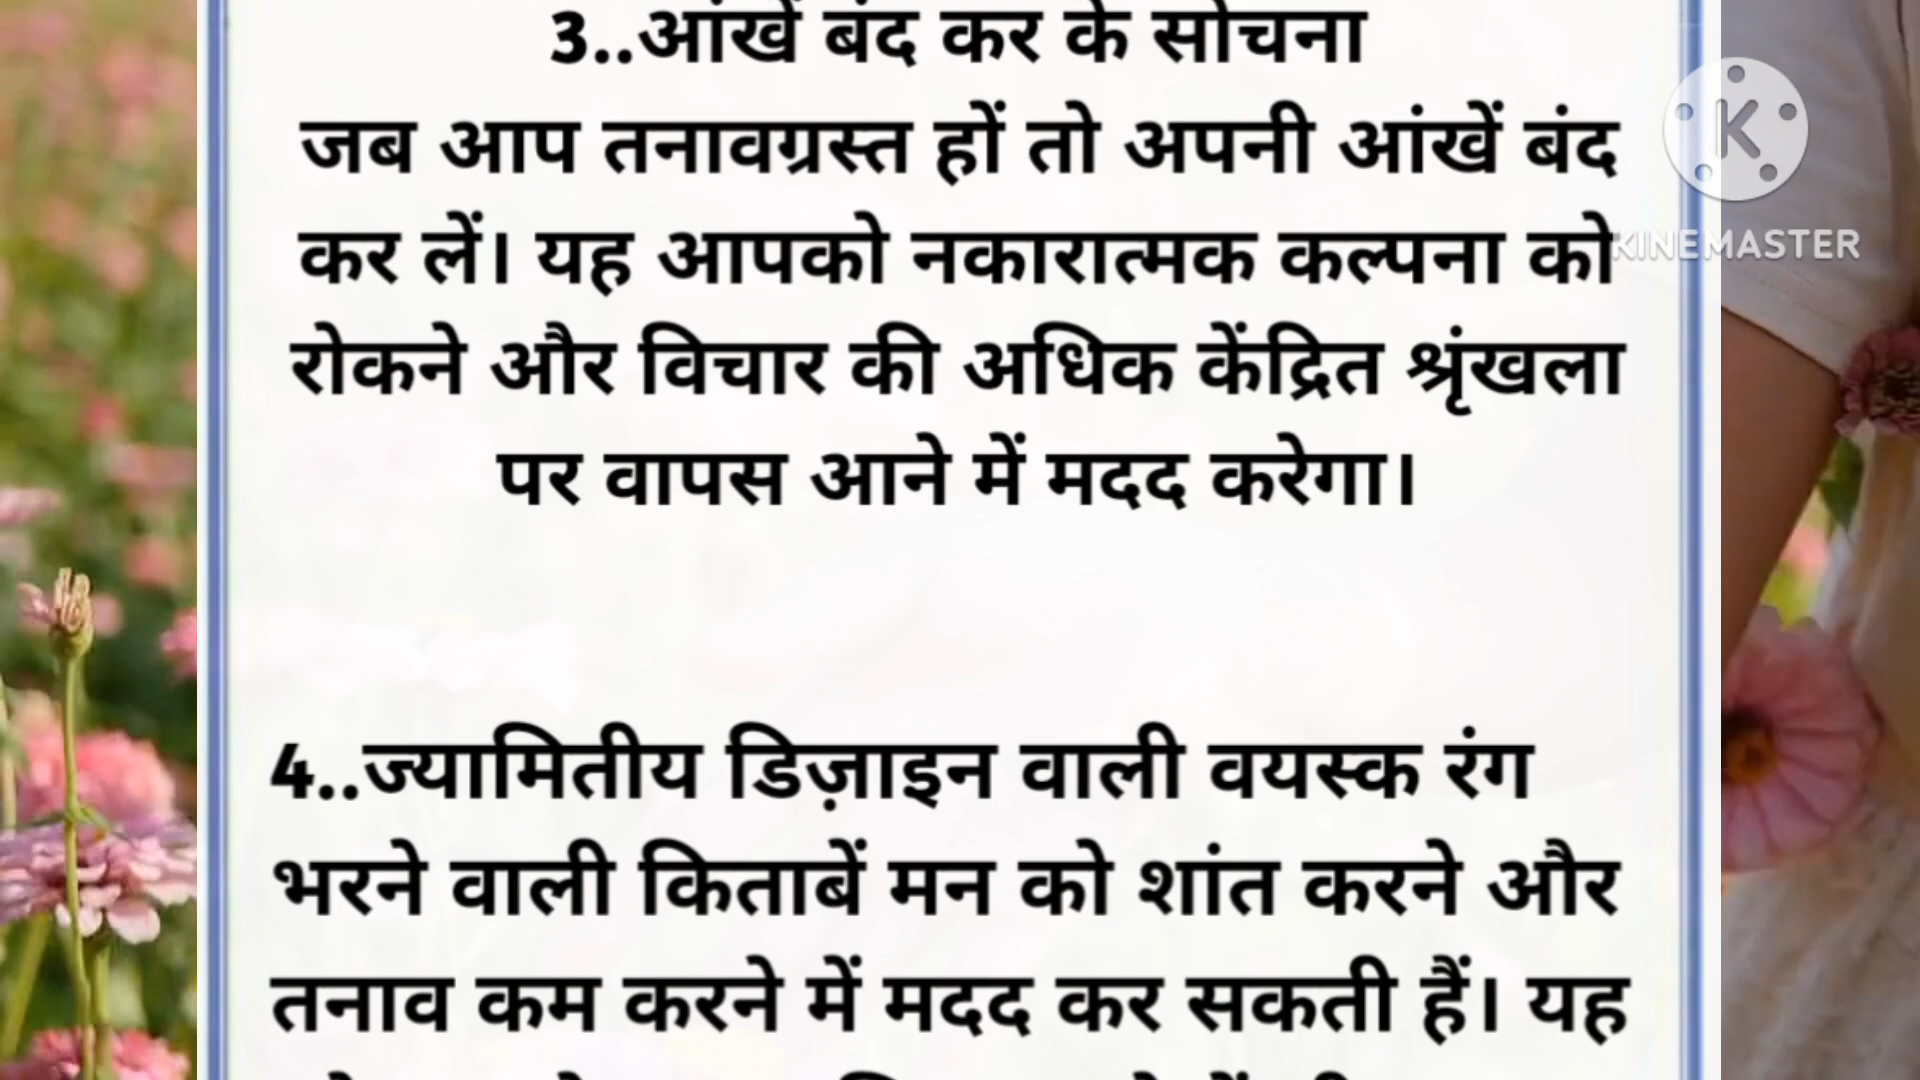 3..आंखें बंद कर के सोचना
जब आप तनावग्रस्त हों तो अपनी आंखें बंद
कर लें। यह आपको नकारात्मक कल्पना को
रोकने और विचार की अधिक केंद्रित श्रृंखला
पर वापस आने में मदद करेगा।
4..ज्यामितीय डिज़ाइन वाली वयस्क रंग
भरने वाली किताबें मन को शांत करने और
तनाव कम करने में मदद कर सकती हैं। यह
K
KINEMASTER